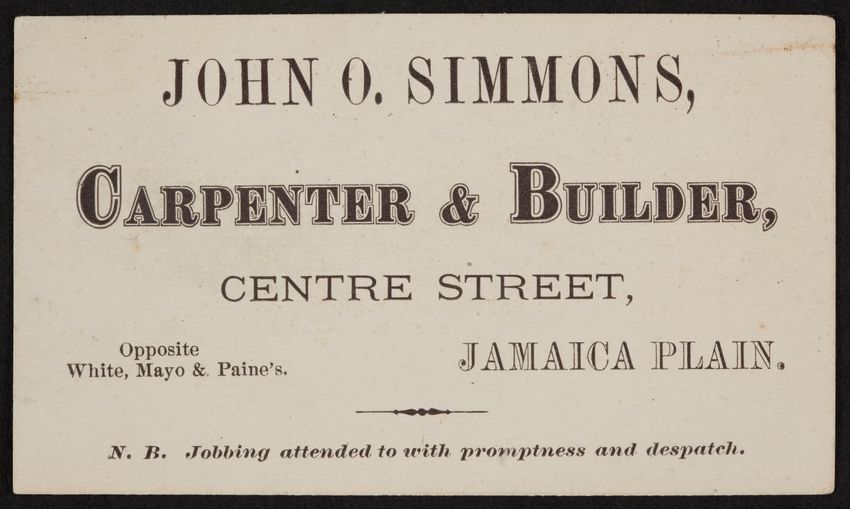 JOHN O. SIMMONS,
CARPENTER & BUILDER,
CENTRE STREET,
Opposite
White, Mayo & Paine's.
JAMAICA PLAIN.
N. B. Jobbing attended to with promptness and despatch.